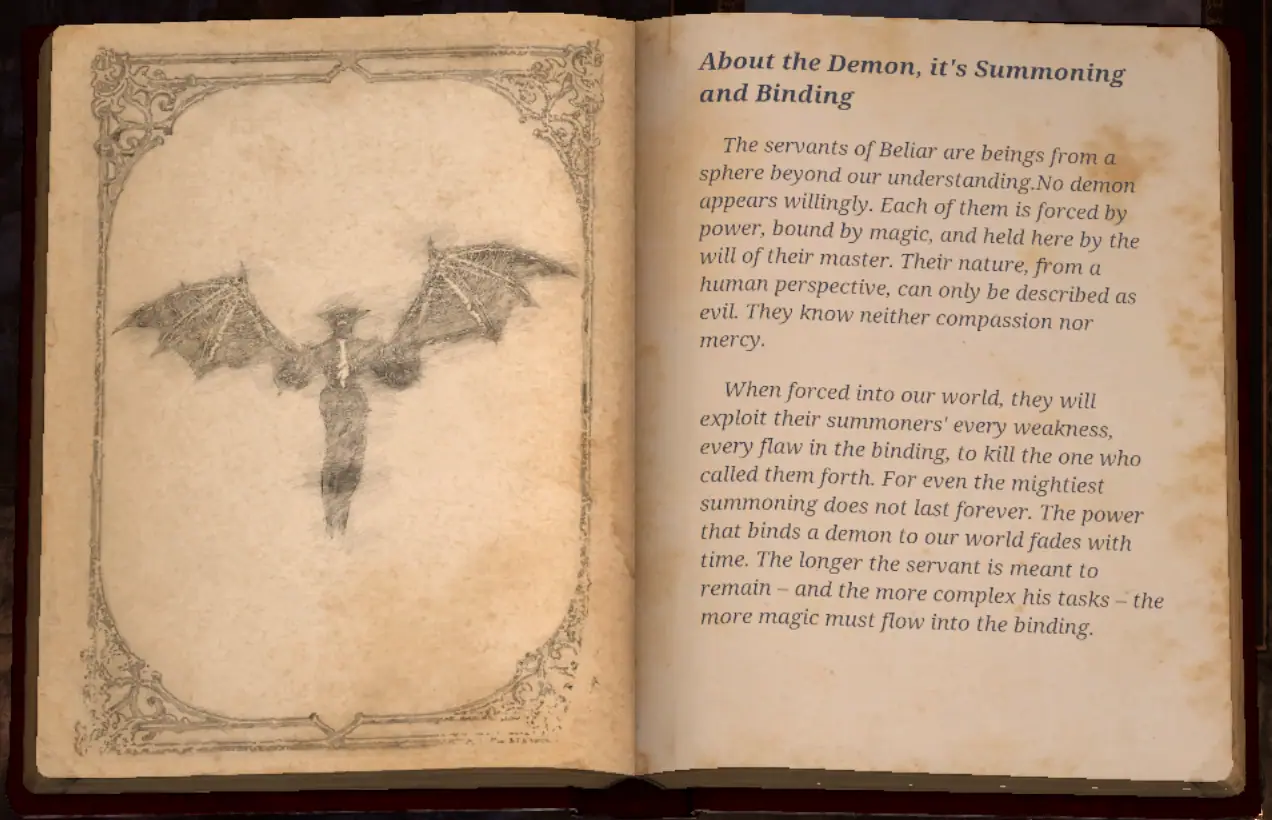 About the Demon, it's Summoning
and Binding
The servants of Beliar are beings from a
sphere beyond our understanding.No demon
appears willingly. Each of them is forced by
power, bound by magic, and held here by the
will of their master. Their nature, from a
human perspective, can only be described as
evil. They know neither compassion nor
mercy.
When forced into our world, they will
exploit their summoners' every weakness,
every flaw in the binding, to kill the one who
called them forth. For even the mightiest
summoning does not last forever. The power
that binds a demon to our world fades with
time. The longer the servant is meant to
remain – and the more complex his tasks – the
more magic must flow into the binding.